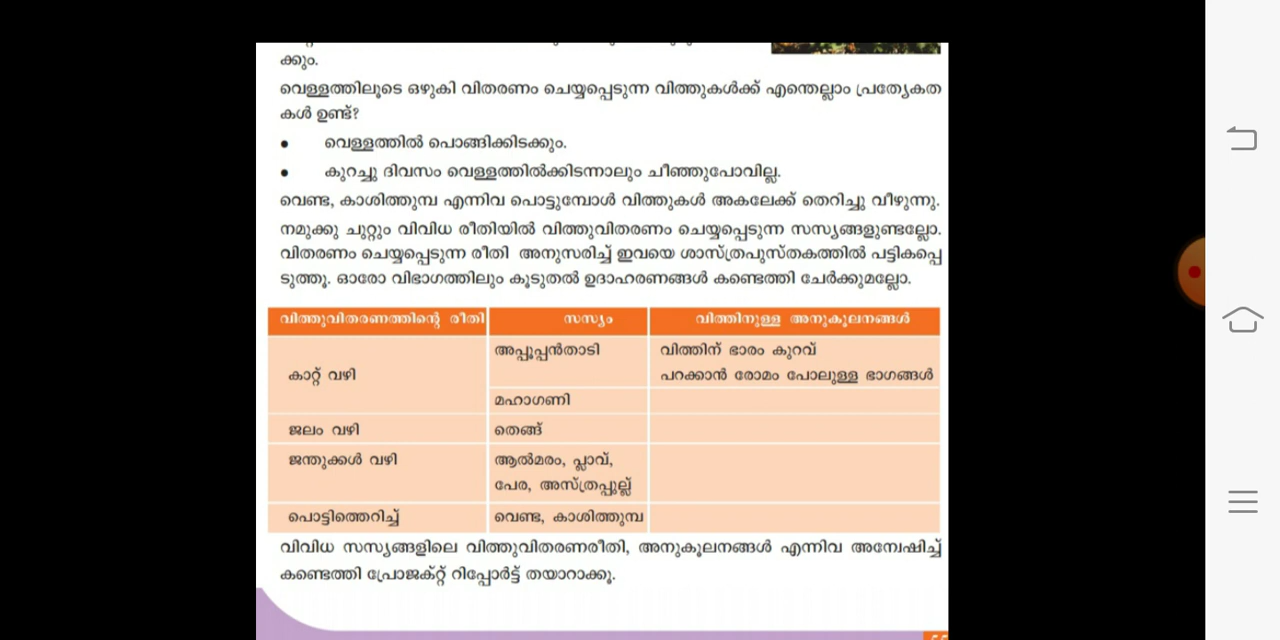 ക്കും.
വെള്ളത്തിലൂടെ ഒഴുകി വിതരണം ചെയ്യപ്പെടുന്ന വിത്തുകൾക്ക് എന്തെല്ലാം പ്രത്യേകത
കൾ ഉണ്ട്?
• വെള്ളത്തിൽ പൊങ്ങിക്കിടക്കും.
• കുറച്ചു ദിവസം വെള്ളത്തിൽക്കിടന്നാലും ചീഞ്ഞുപോവില്ല.
വെണ്ട, കാശിത്തുമ്പ എന്നിവ പൊട്ടുമ്പോൾ വിത്തുകൾ അകലേക്ക് തെറിച്ചു വീഴുന്നു.
നമുക്കു ചുറ്റും വിവിധ രീതിയിൽ വിത്തുവിതരണം ചെയ്യപ്പെടുന്ന സസ്യങ്ങളുണ്ടല്ലോ.
വിതരണം ചെയ്യപ്പെടുന്ന രീതി അനുസരിച്ച് ഇവയെ ശാസ്ത്രപുസ്തകത്തിൽ പട്ടികപ്പെ
ടുത്തൂ. ഓരോ വിഭാഗത്തിലും കൂടുതൽ ഉദാഹരണങ്ങൾ കണ്ടെത്തി ചേർക്കുമല്ലോ.
വിത്തുവിതരണത്തിന്റെ രീതി സസ്യം വിത്തിനുള്ള അനുകൂലനങ്ങൾ
അപ്പൂപ്പൻതാടി വിത്തിന് ഭാരം കുറവ്
കാറ്റ് വഴി പറക്കാൻ രോമം പോലുള്ള ഭാഗങ്ങൾ
മഹാഗണി
ജലം വഴി തെങ്ങ്
ജന്തുക്കൾ വഴി ആൽമരം, പ്ലാവ്,
പേര, അസ്ത്രപ്പുല്ല്
പൊട്ടിത്തെറിച്ച് വെണ്ട, കാശിത്തുമ്പ
വിവിധ സസ്യങ്ങളിലെ വിത്തുവിതരണരീതി, അനുകൂലനങ്ങൾ എന്നിവ അന്വേഷിച്ച്
കണ്ടെത്തി പ്രോജക്റ്റ് റിപ്പോർട്ട് തയാറാക്കൂ.